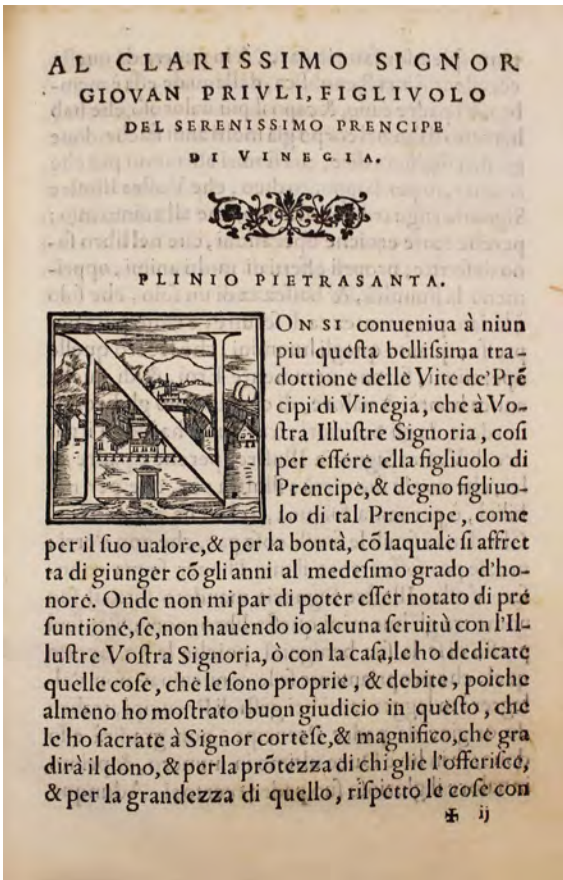 AL CLARISSIMO SIGNOR
GIOVAN PRIVLI, FIGLIVOLO
DEL SERENISSIMO PRENCIPE
DI VINEGIA.
PLINIO PIETRASANTA.
NON SI conueniua à niun
piu queſta belliſsima tra-
dottione delle Vite de'Prē
cipi di Vinegia, che à Vo-
ſtra Illuſtre Signoria, coſi
per eſſere ella figliuolo di
Prencipe,& degno figliuo-
lo di tal Prencipe, come
per il ſuo ualore,& per la bontà, cō laquale ſi affret
ta di giunger cō gli anni al medeſimo grado d'ho-
nore. Onde non mi par di poter eſſer notato di pré
ſuntione,ſe,non hauendo io alcuna ſeruitù con l'Il-
luſtre Voſtra Signoria, ò con la caſa,le ho dedicate
quelle coſe, che le ſono proprie, & debite, poiche
almeno ho moſtrato buon giudicio in queſto, che
le ho ſacrate à Signor corteſe,& magnifico,che gra
dirà il dono,& per la prōtezza di chi glie l'offeriſce,
& per la grandezza di quello, riſpetto le coſe con
✠ ij